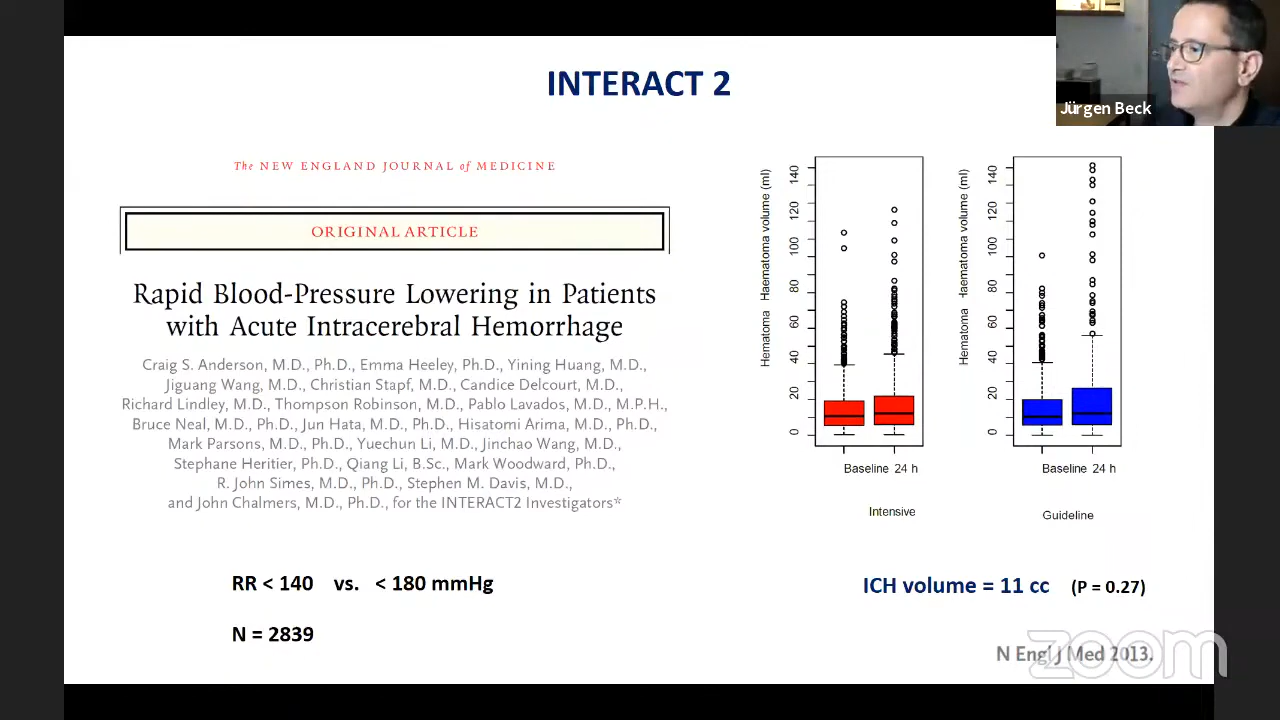 INTERACT 2
Jürgen Beck
The NEW ENGLAND JOURNAL of MEDICINE
ORIGINAL ARTICLE
Rapid Blood-Pressure Lowering in Patients
with Acute Intracerebral Hemorrhage
Craig S. Anderson, M.D., Ph.D., Emma Heeley, Ph.D., Yining Huang, M.D.,
Jiguang Wang, M.D., Christian Stapf, M.D., Candice Delcourt, M.D.,
Richard Lindley, M.D., Thompson Robinson, M.D., Pablo Lavados, M.D., M.P.H.,
Bruce Neal, M.D., Ph.D., Jun Hata, M.D., Ph.D., Hisatomi Arima, M.D., Ph.D.,
Mark Parsons, M.D., Ph.D., Yuechun Li, M.D., Jinchao Wang, M.D.,
Stephane Heritier, Ph.D., Qiang Li, B.Sc., Mark Woodward, Ph.D.,
R. John Simes, M.D., Ph.D., Stephen M. Davis, M.D.,
and John Chalmers, M.D., Ph.D., for the INTERACT2 Investigators*
RR < 140 vs. < 180 mmHg
N = 2839
Hematoma Haematoma volume (ml)
140
120
100
80
60
40
20
0
Baseline 24 h
Intensive
Hematoma Haematoma volume (ml)
140
120
100
80
60
40
20
0
Baseline 24 h
Guideline
ICH volume = 11 cc (P = 0.27)
N Engl J Med 2013.
zoom